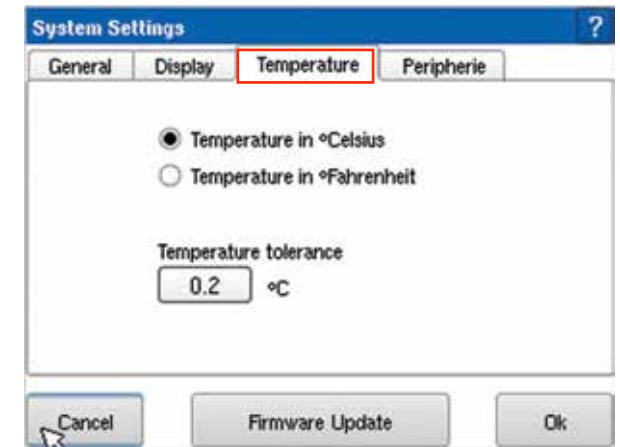 System Settings ?
General Display Temperature Peripherie
Temperature in °Celsius
Temperature in °Fahrenheit
Temperature tolerance
0.2 °C
Cancel Firmware Update Ok